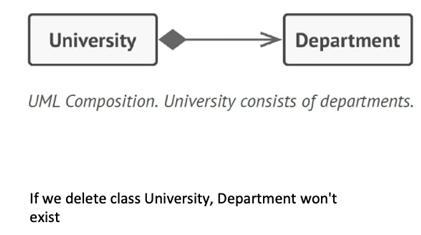 University Department
UML Composition. University consists of departments.
If we delete class University, Department won't
exist